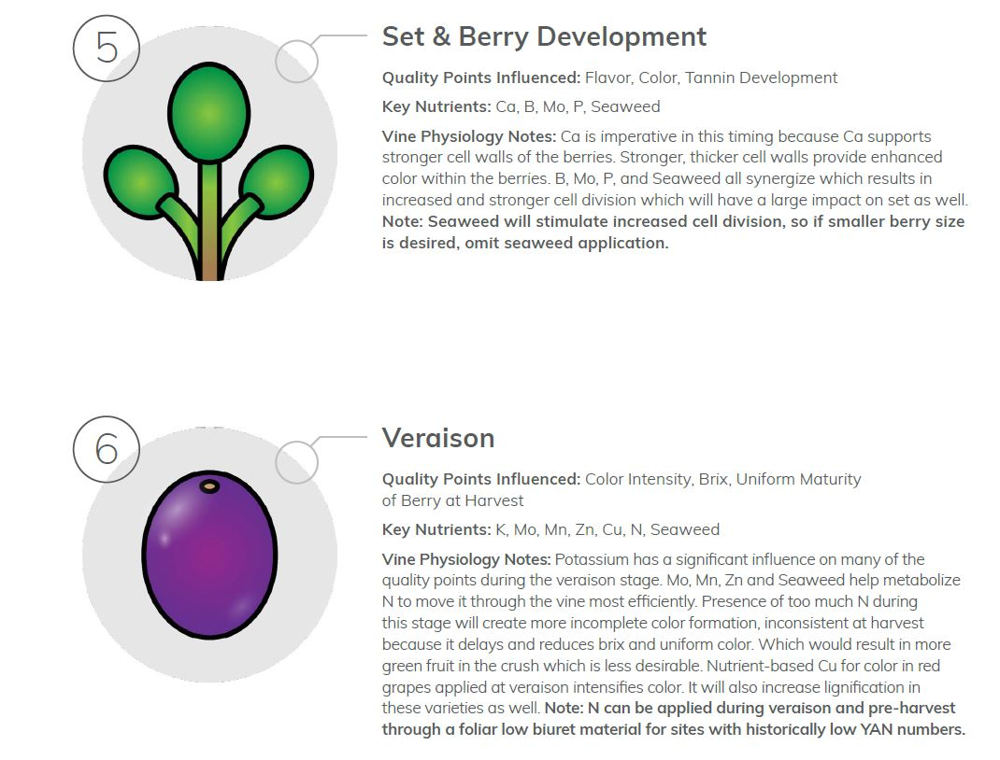 5
Set & Berry Development
Quality Points Influenced: Flavor, Color, Tannin Development
Key Nutrients: Ca, B, Mo, P, Seaweed
Vine Physiology Notes: Ca is imperative in this timing because Ca supports
stronger cell walls of the berries. Stronger, thicker cell walls provide enhanced
color within the berries. B, Mo, P, and Seaweed all synergize which results in
increased and stronger cell division which will have a large impact on set as well.
Note: Seaweed will stimulate increased cell division, so if smaller berry size
is desired, omit seaweed application.
6
Veraison
Quality Points Influenced: Color Intensity, Brix, Uniform Maturity
of Berry at Harvest
Key Nutrients: K, Mo, Mn, Zn, Cu, N, Seaweed
Vine Physiology Notes: Potassium has a significant influence on many of the
quality points during the veraison stage. Mo, Mn, Zn and Seaweed help metabolize
N to move it through the vine most efficiently. Presence of too much N during
this stage will create more incomplete color formation, inconsistent at harvest
because it delays and reduces brix and uniform color. Which would result in more
green fruit in the crush which is less desirable. Nutrient-based Cu for color in red
grapes applied at veraison intensifies color. It will also increase lignification in
these varieties as well. Note: N can be applied during veraison and pre-harvest
through a foliar low biuret material for sites with historically low YAN numbers.